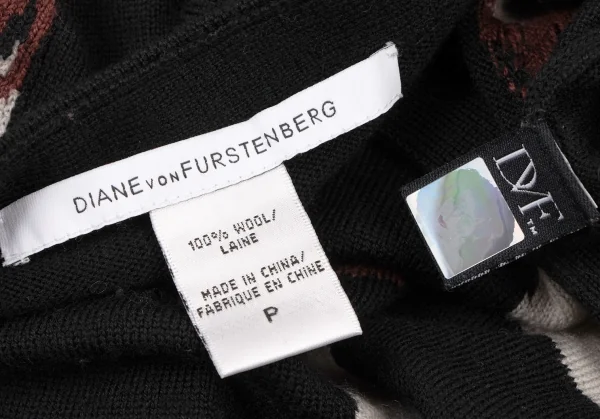 DIANE VON FURSTENBERG
100% WOOL/
LAINE
MADE IN CHINA/
FABRIQUE EN CHINE
P
DVF